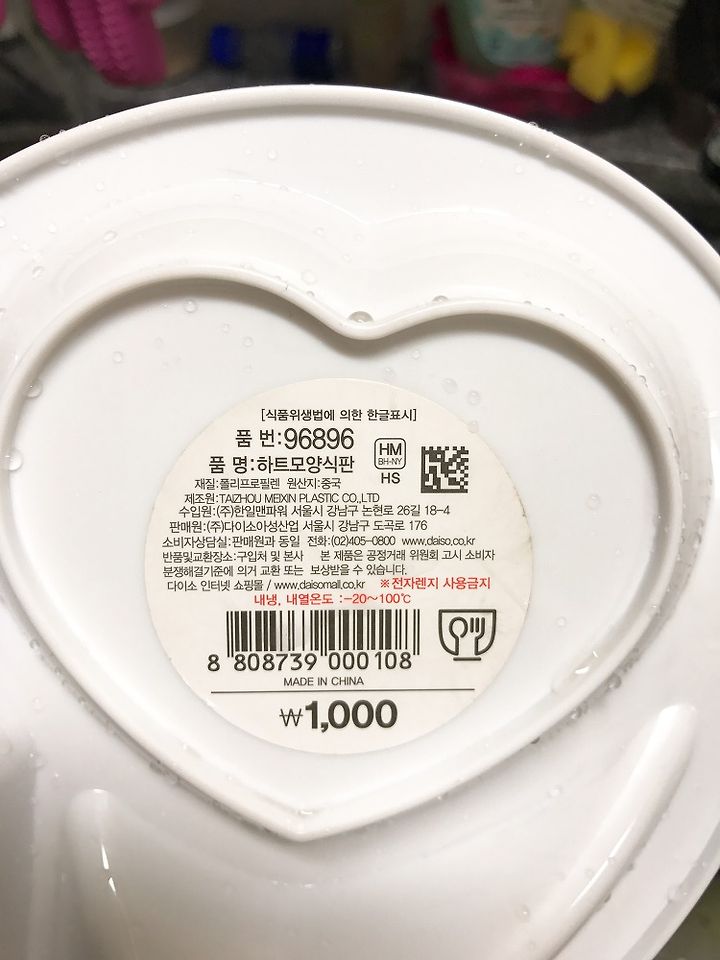 [식품위생법에 의한 한글표시]
품 번:96896
품 명:하트모양식판
HM
BH-NY
HS
재질:폴리프로필렌 원산지:중국
제조원:TAIZHOU MEIXIN PLASTIC CO.,LTD
수입원:(주)한일맨파워 서울시 강남구 논현로 26길 18-4
판매원:(주)다이소아성산업 서울시 강남구 도곡로 176
소비자상담실:판매원과 동일 전화:(02)405-0800 www.daiso.co.kr
반품및교환장소:구입처 및 본사 본 제품은 공정거래 위원회 고시 소비자
분쟁해결기준에 의거 교환 또는 보상받을 수 있습니다.
다이소 인터넷 쇼핑몰 / www.daisomall.co.kr ※전자렌지 사용금지
내냉, 내열온도 :-20~100℃
8 808739 000108
MADE IN CHINA
₩1,000